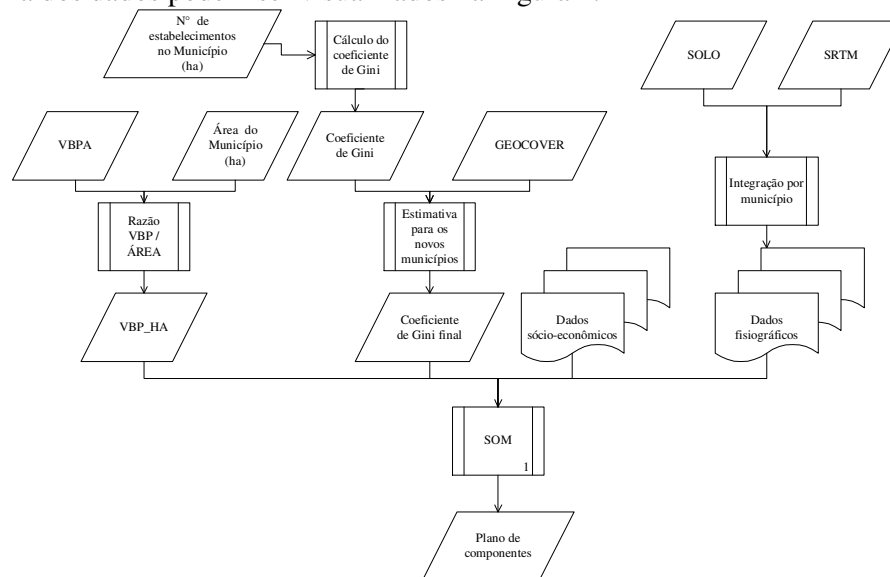 N° de
estabelecimentos
no Município
(ha)
Cálculo do
coeficiente
de Gini
SOLO
SRTM
VBPA
Área do
Município
(ha)
Coeficiente
de Gini
GEOCOVER
Integração por
município
Razão
VBP /
ÁREA
Estimativa
para os
novos
municípios
VBP_HA
Coeficiente
de Gini final
Dados
sócio-econômicos
Dados
fisiográficos
SOM
1
Plano de
componentes